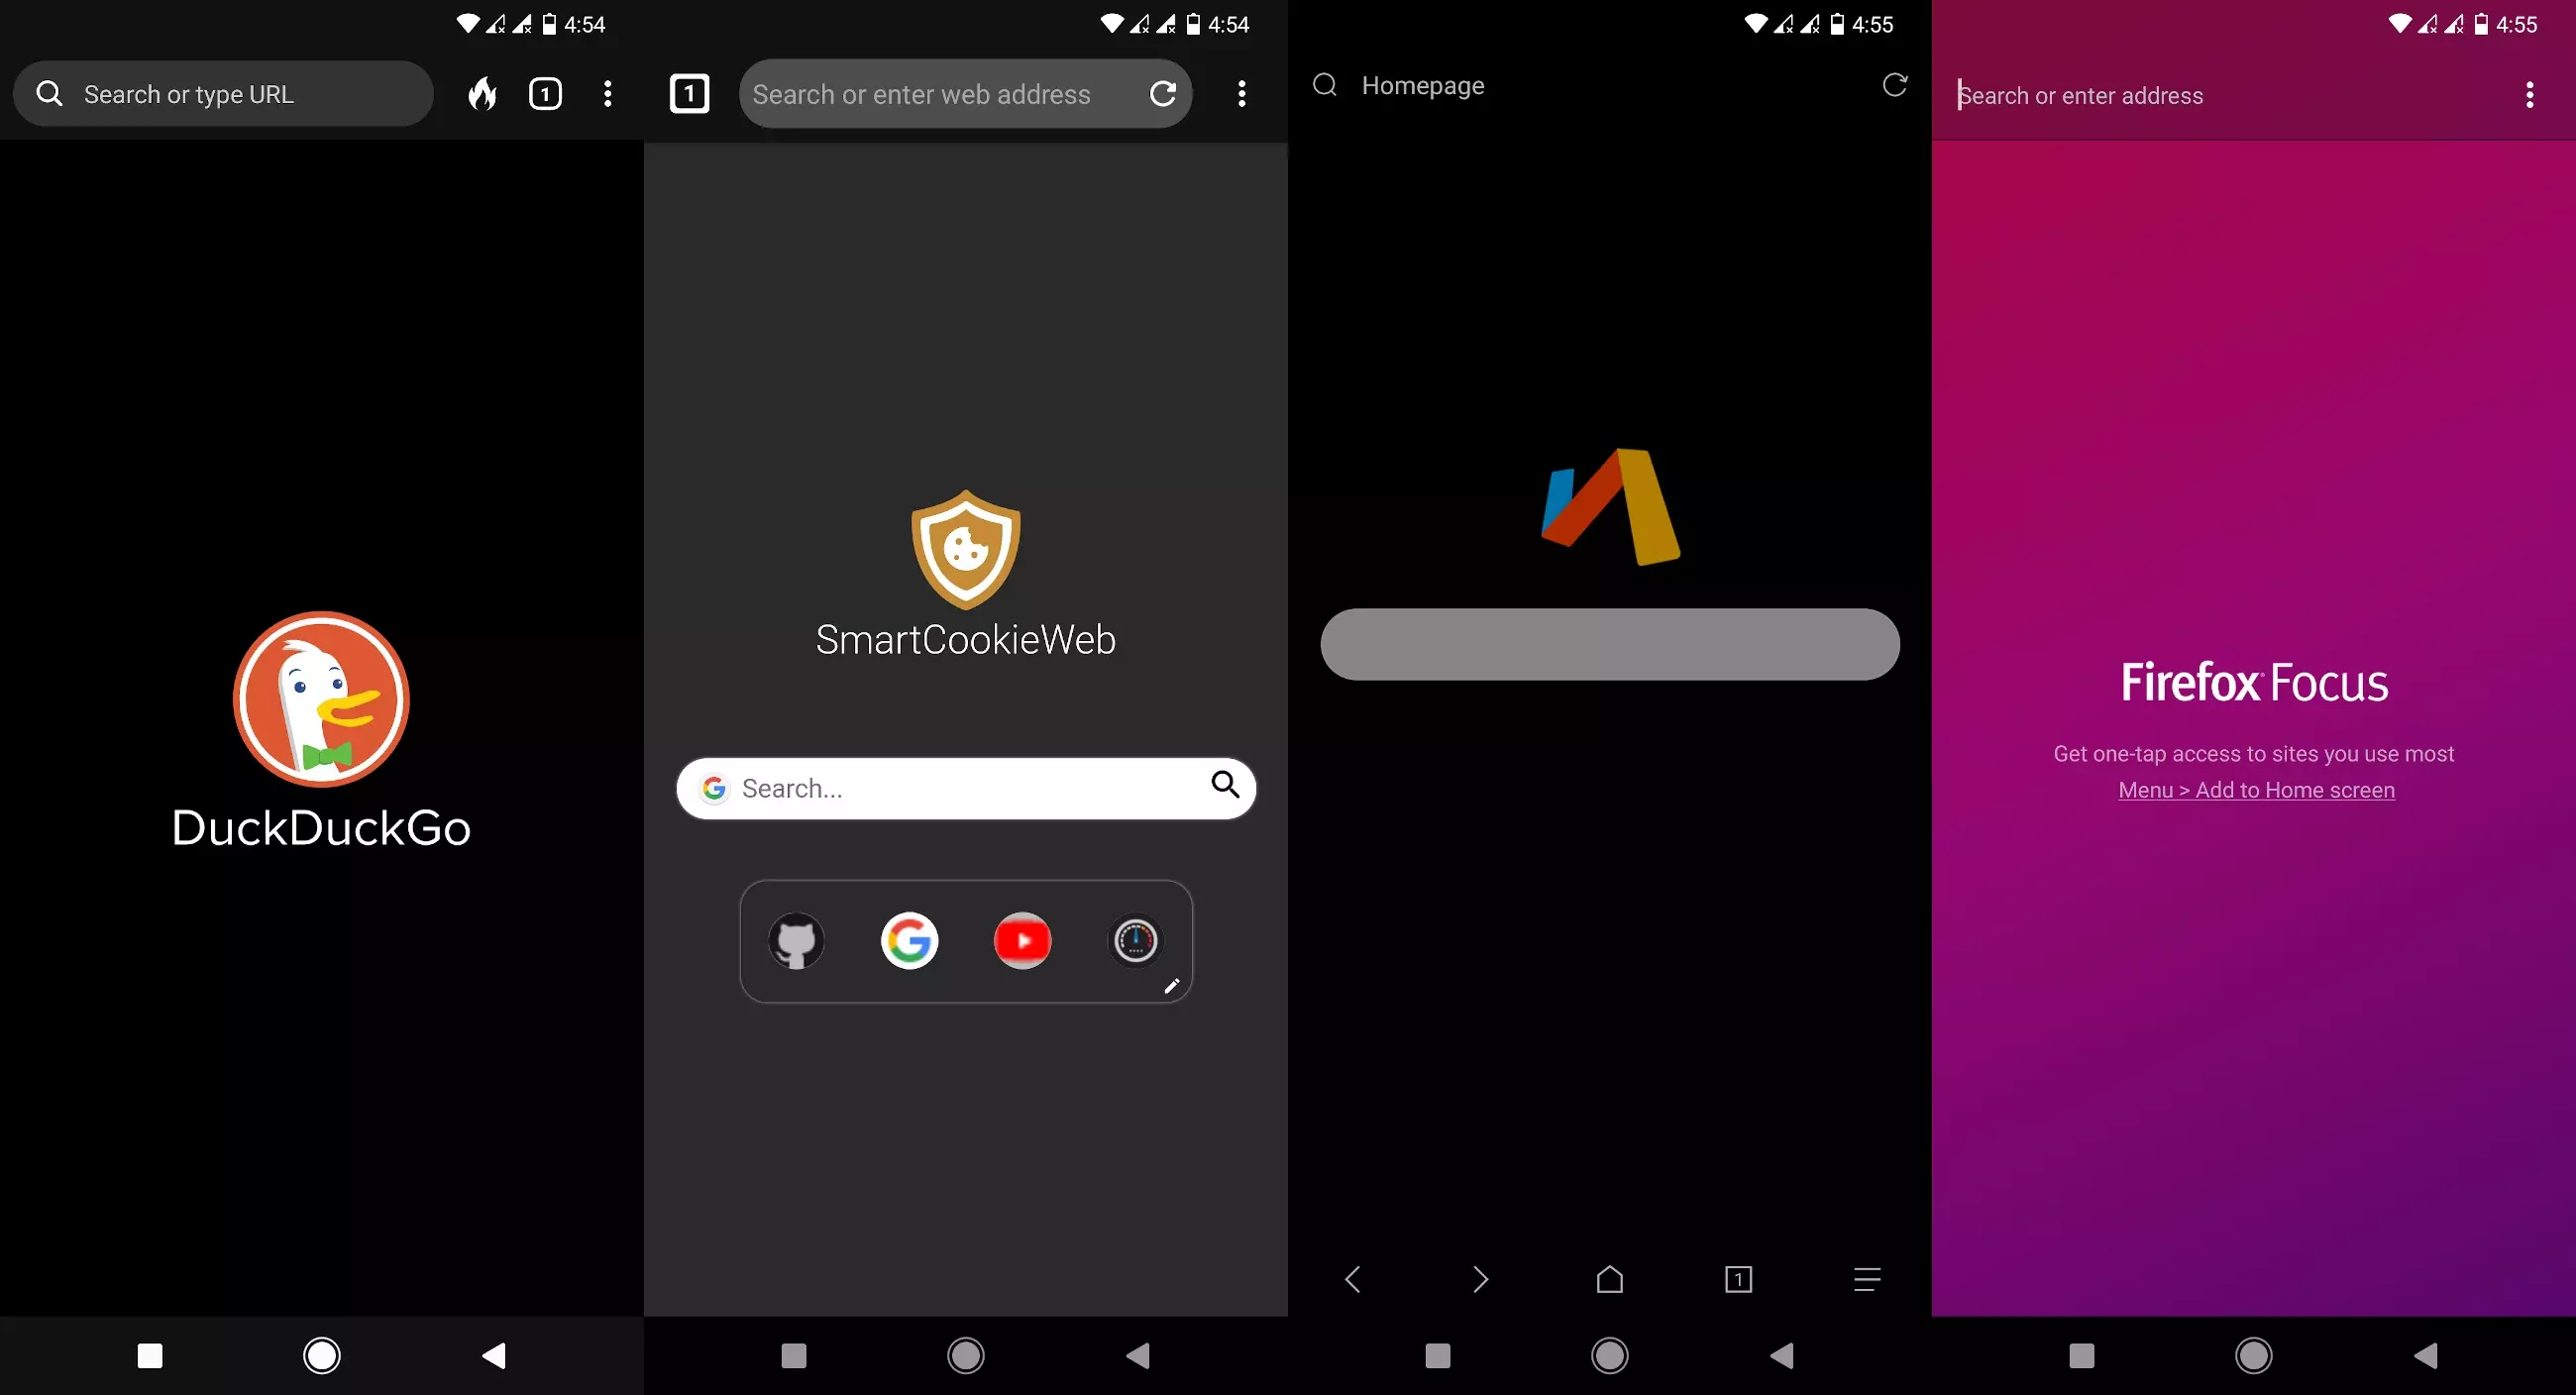 4:54
Search or type URL
1
DuckDuckGo
4:54
1
Search or enter web address
SmartCookieWeb
Search...
4:55
Homepage
1
4:55
Search or enter address
Firefox Focus
Get one-tap access to sites you use most
Menu > Add to Home screen